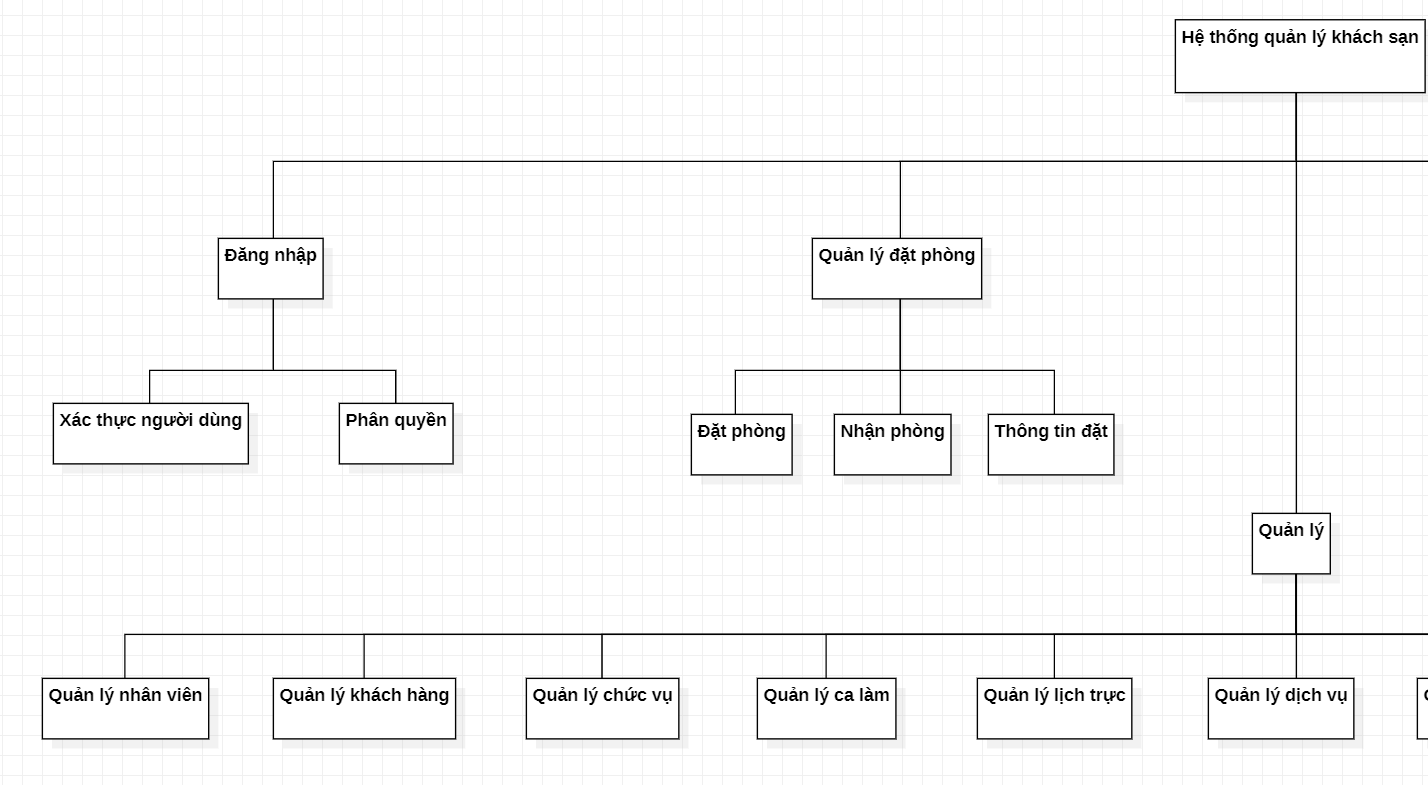 Hệ thống quản lý khách sạn
Đăng nhập
Quản lý đặt phòng
Xác thực người dùng
Phân quyền
Đặt phòng
Nhận phòng
Thông tin đặt
Quản lý
Quản lý nhân viên
Quản lý khách hàng
Quản lý chức vụ
Quản lý ca làm
Quản lý lịch trực
Quản lý dịch vụ